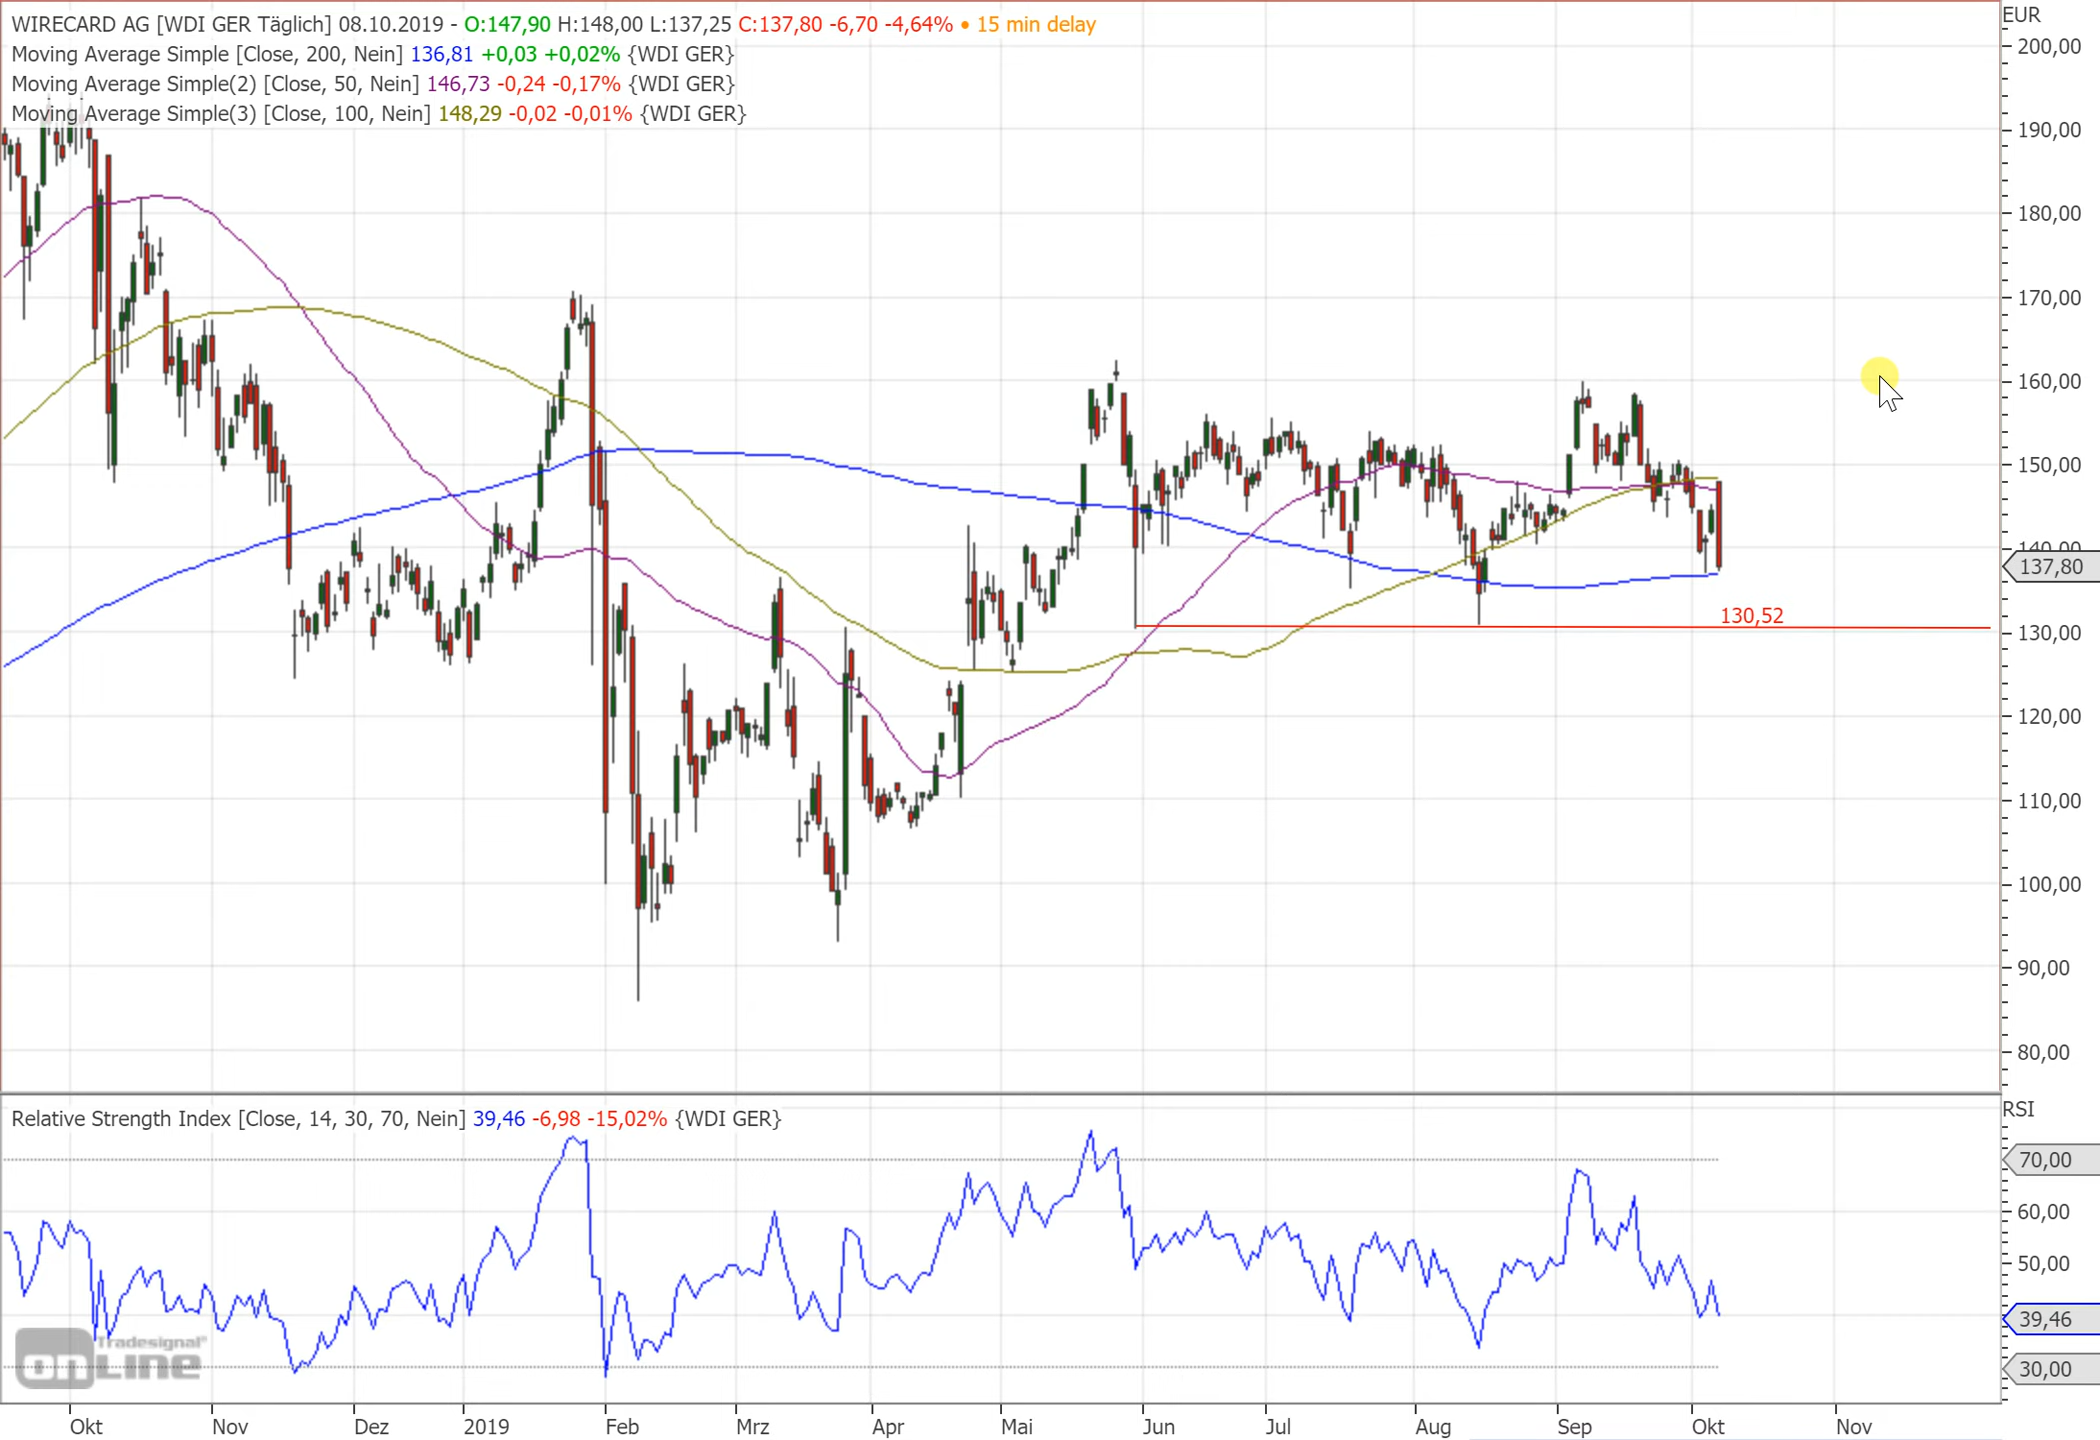 WIRECARD AG [WDI GER Täglich] 08.10.2019 - O:147,90 H:148,00 L:137,25 C:137,80 -6,70 -4,64% • 15 min delay
Moving Average Simple [Close, 200, Nein] 136,81 +0,03 +0,02% {WDI GER}
Moving Average Simple(2) [Close, 50, Nein] 146,73 -0,24 -0,17% {WDI GER}
Moving Average Simple(3) [Close, 100, Nein] 148,29 -0,02 -0,01% {WDI GER}
EUR
200,00
190,00
180,00
170,00
160,00
150,00
140,00
137,80
130,52
130,00
120,00
110,00
100,00
90,00
80,00
Relative Strength Index [Close, 14, 30, 70, Nein] 39,46 -6,98 -15,02% {WDI GER}
RSI
70,00
60,00
50,00
39,46
30,00
Tradesignal®
onLine
Okt Nov Dez 2019 Feb Mrz Apr Mai Jun Jul Aug Sep Okt Nov